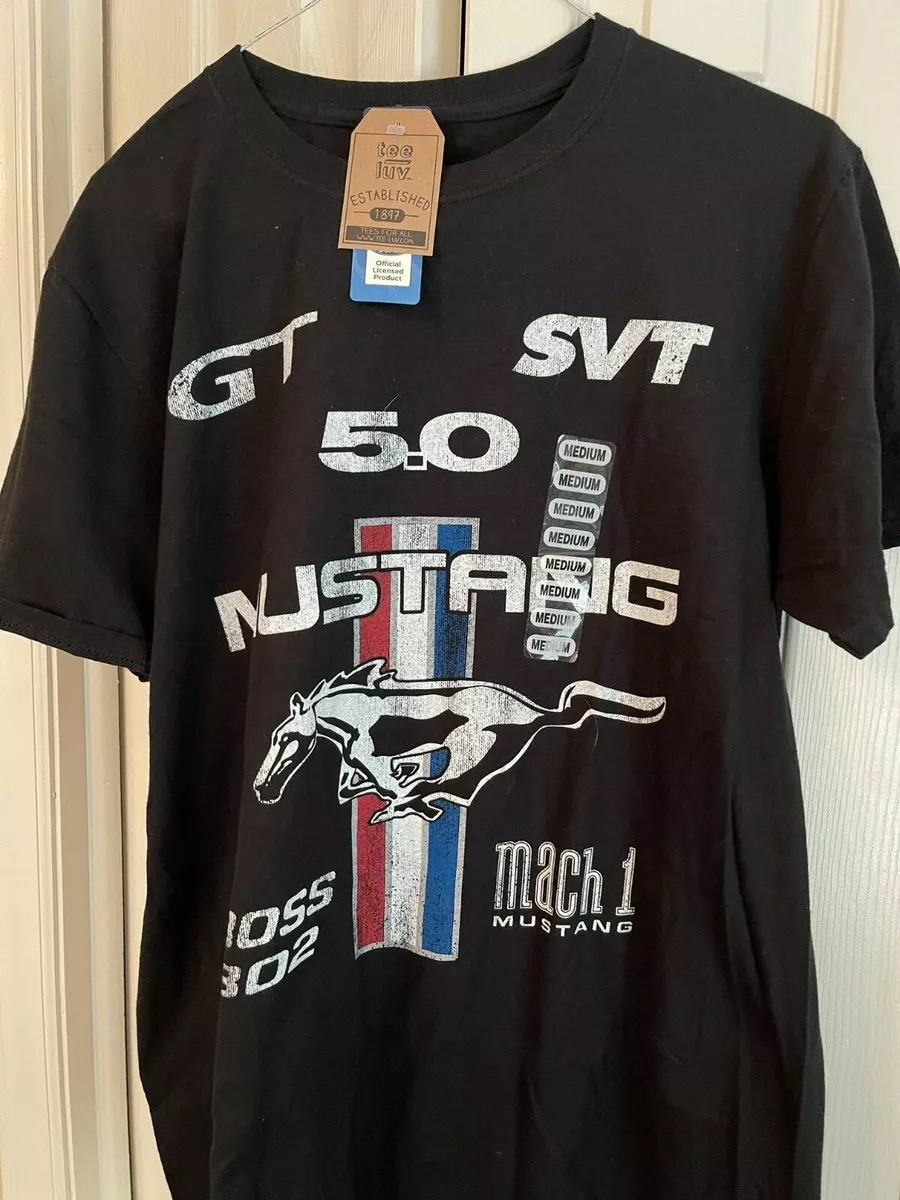 tee
luv
ESTABLISHED
1897
TEES FOR ALL
WWW.TEE-LUV.COM
Official
Licensed
Product
GT
SVT
5.0
MEDIUM
MEDIUM
MEDIUM
MEDIUM
MEDIUM
MEDIUM
MEDIUM
MEDIUM
MUSTANG
mach 1
MUSTANG
BOSS
302